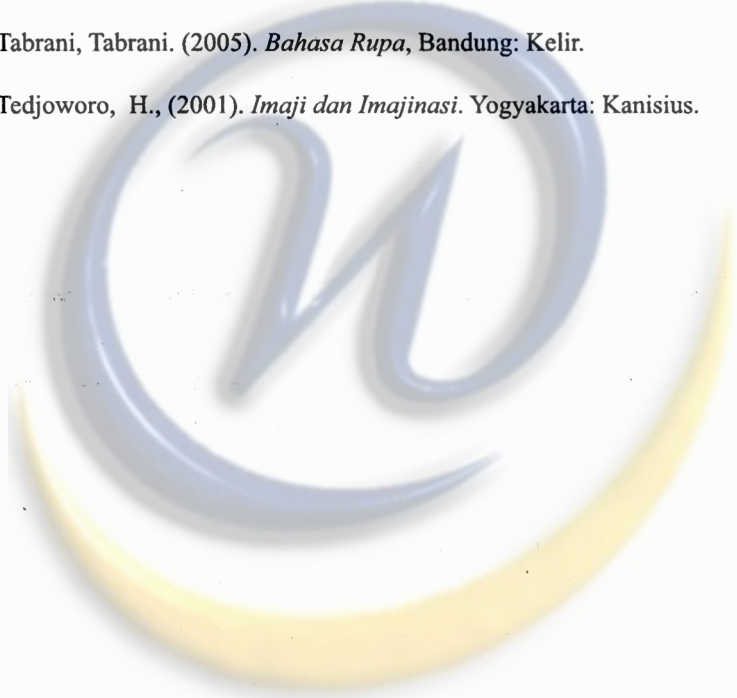 Tabrani, Tabrani. (2005). Bahasa Rupa, Bandung: Kelir.
Tedjoworo, H., (2001). Imaji dan Imajinasi. Yogyakarta: Kanisius.